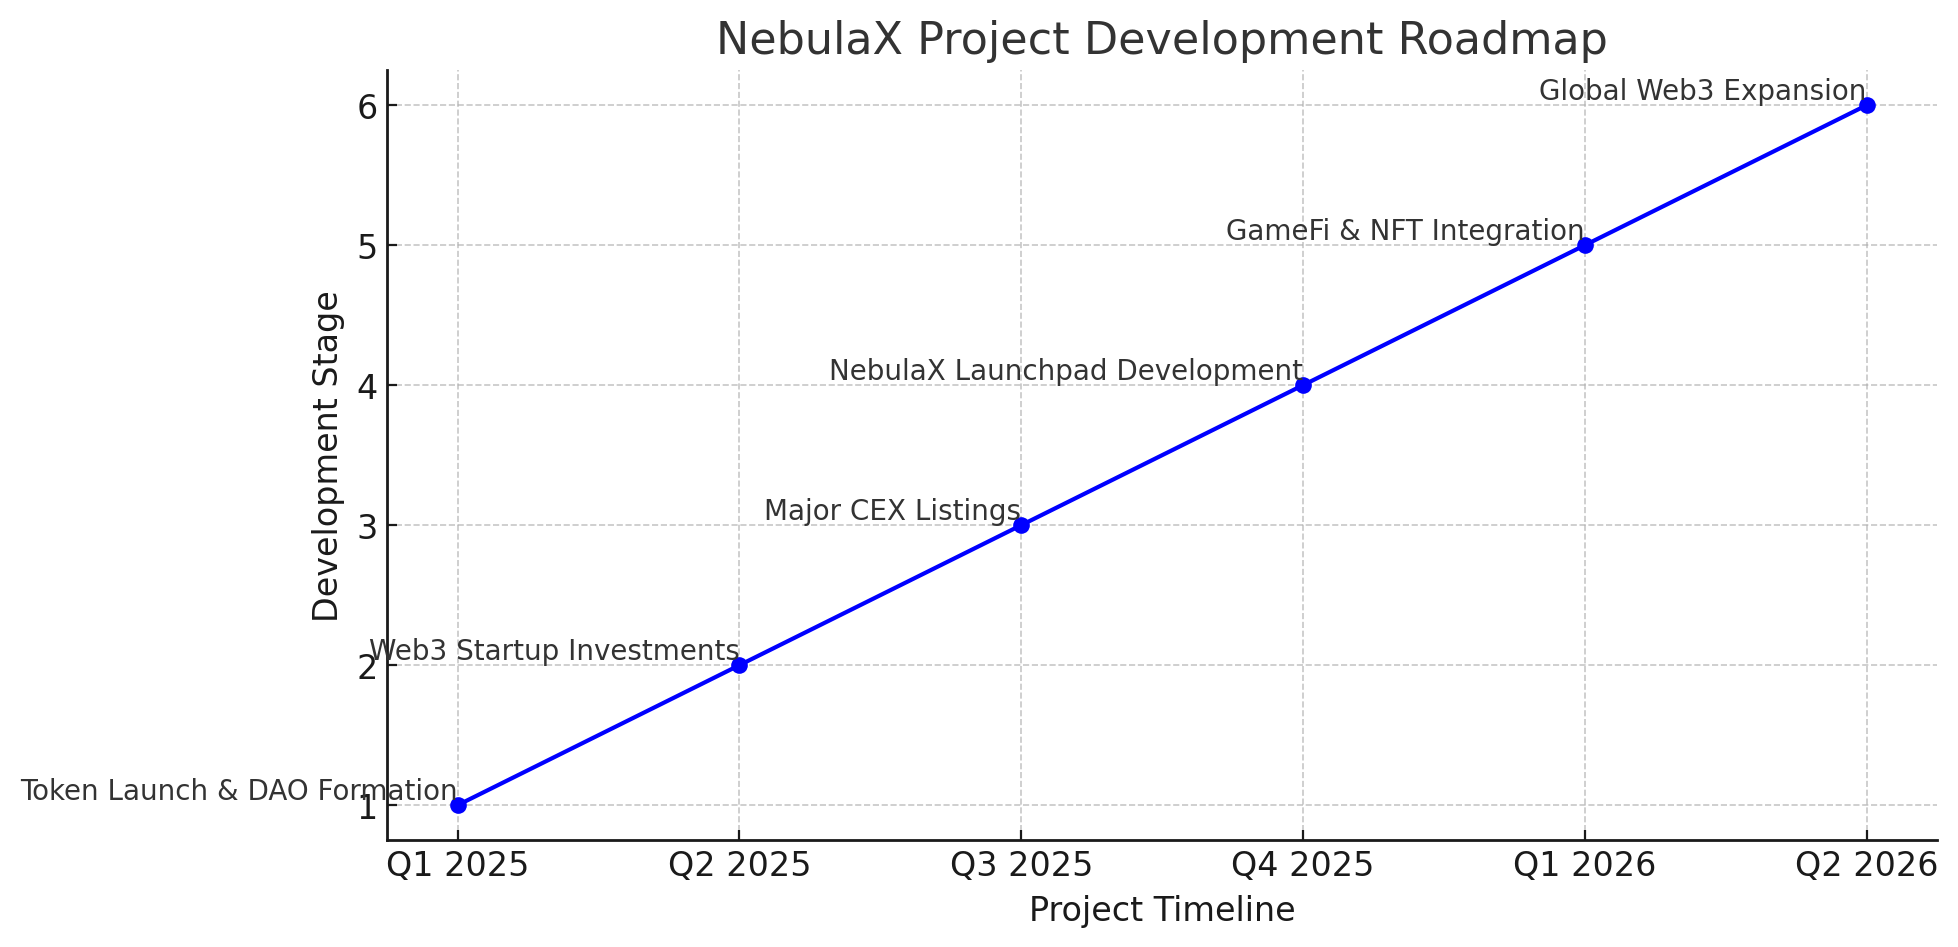 NebulaX Project Development Roadmap
Development Stage
6
Global Web3 Expansion
5
GameFi & NFT Integration
4
NebulaX Launchpad Development
3
Major CEX Listings
2
Web3 Startup Investments
1
Token Launch & DAO Formation
Q1 2025
Q2 2025
Q3 2025
Q4 2025
Q1 2026
Q2 2026
Project Timeline